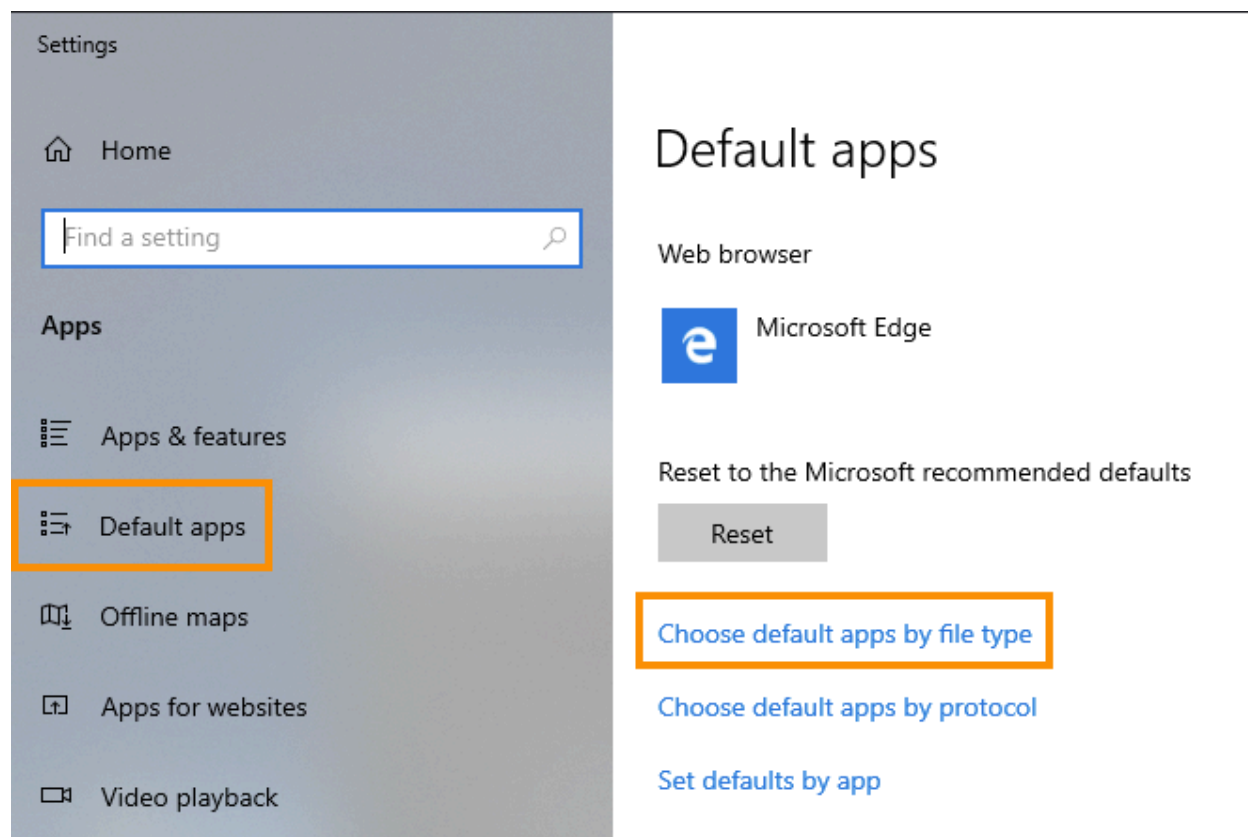 Settings
Home
Find a setting
Apps
Apps & features
Default apps
Offline maps
Apps for websites
Video playback
Default apps
Web browser
Microsoft Edge
Reset to the Microsoft recommended defaults
Reset
Choose default apps by file type
Choose default apps by protocol
Set defaults by app